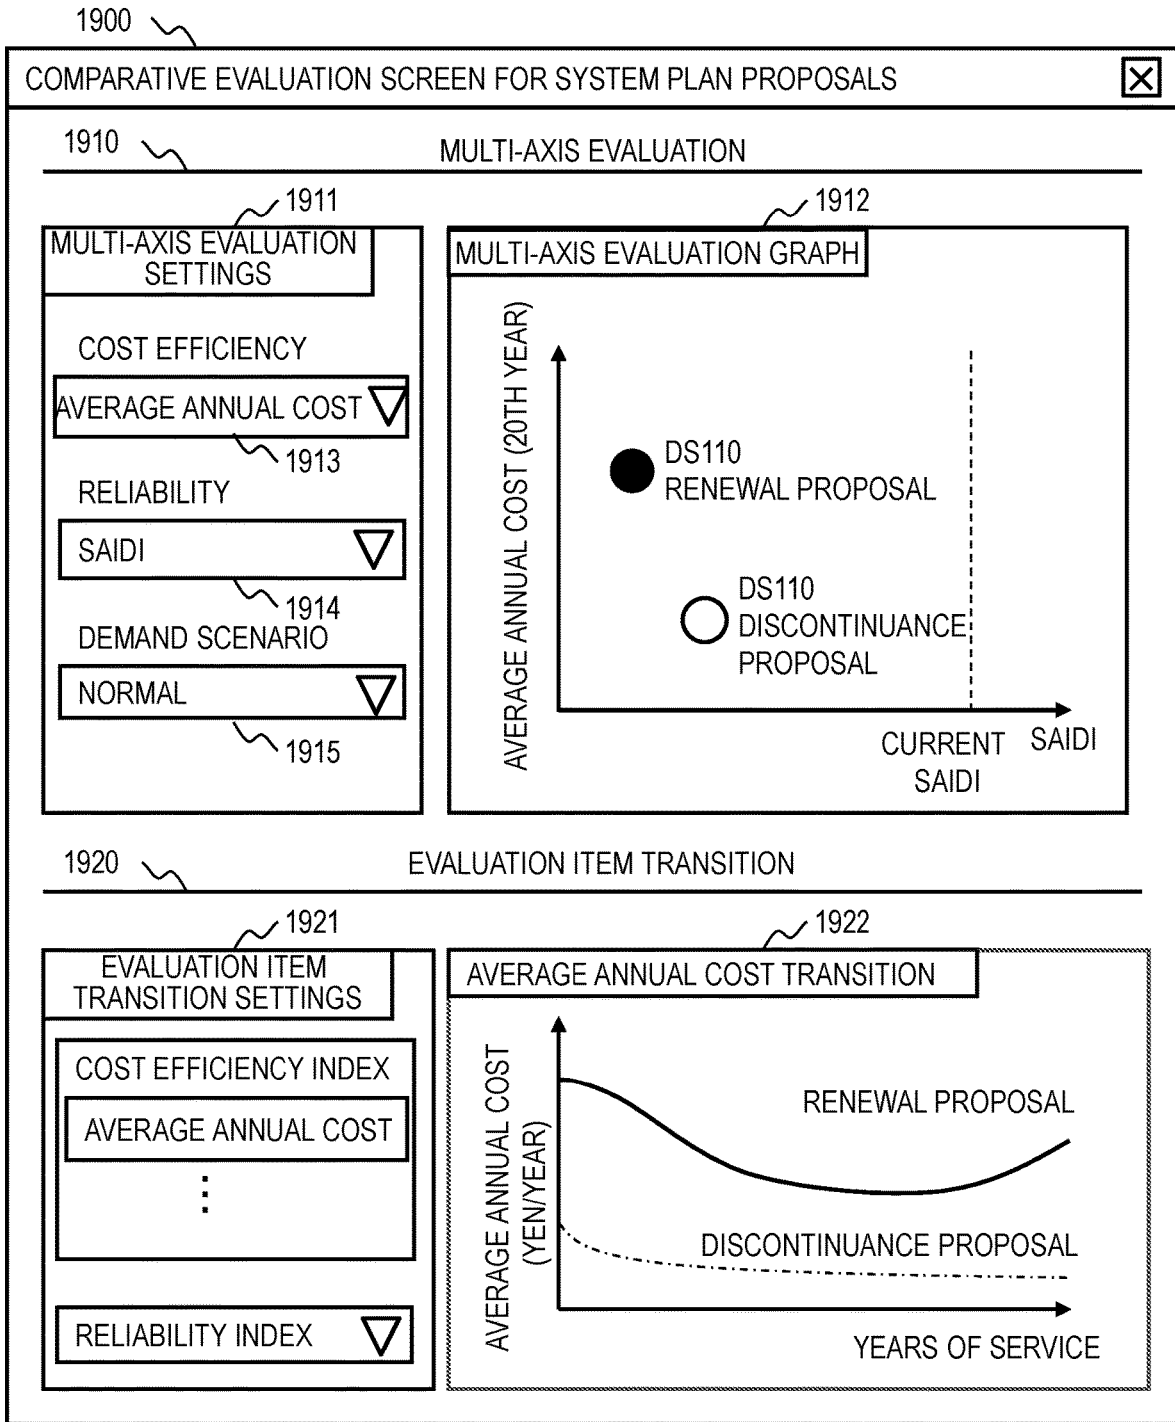 1900
COMPARATIVE EVALUATION SCREEN FOR SYSTEM PLAN PROPOSALS
1910
MULTI-AXIS EVALUATION
1911
MULTI-AXIS EVALUATION
SETTINGS
COST EFFICIENCY
AVERAGE ANNUAL COST
1913
RELIABILITY
SAIDI
1914
DEMAND SCENARIO
NORMAL
1915
1912
MULTI-AXIS EVALUATION GRAPH
AVERAGE ANNUAL COST (20TH YEAR)
DS110
RENEWAL PROPOSAL
DS110
DISCONTINUANCE
PROPOSAL
CURRENT
SAIDI
SAIDI
1920
EVALUATION ITEM TRANSITION
1921
EVALUATION ITEM
TRANSITION SETTINGS
COST EFFICIENCY INDEX
AVERAGE ANNUAL COST
RELIABILITY INDEX
1922
AVERAGE ANNUAL COST TRANSITION
AVERAGE ANNUAL COST
(YEN/YEAR)
RENEWAL PROPOSAL
DISCONTINUANCE PROPOSAL
YEARS OF SERVICE